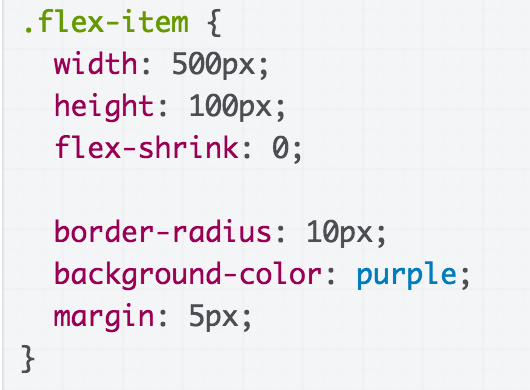 .flex-item {
  width: 500px;
  height: 100px;
  flex-shrink: 0;

  border-radius: 10px;
  background-color: purple;
  margin: 5px;
}